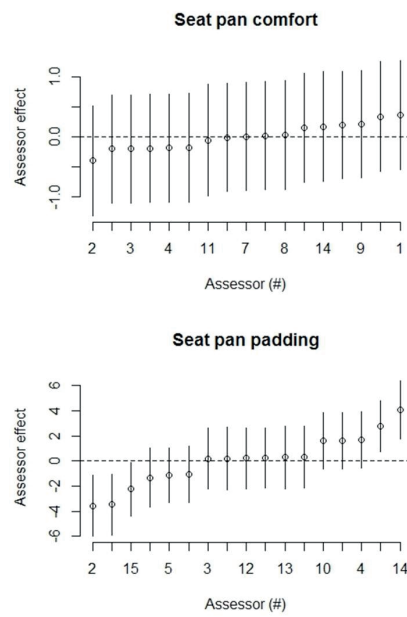 Seat pan comfort
Assessor effect
1.0
0.0
-1.0
2 3 4 11 7 8 14 9 1
Assessor (#)
Seat pan padding
Assessor effect
6
4
2
0
-2
-4
-6
2 15 5 3 12 13 10 4 14
Assessor (#)